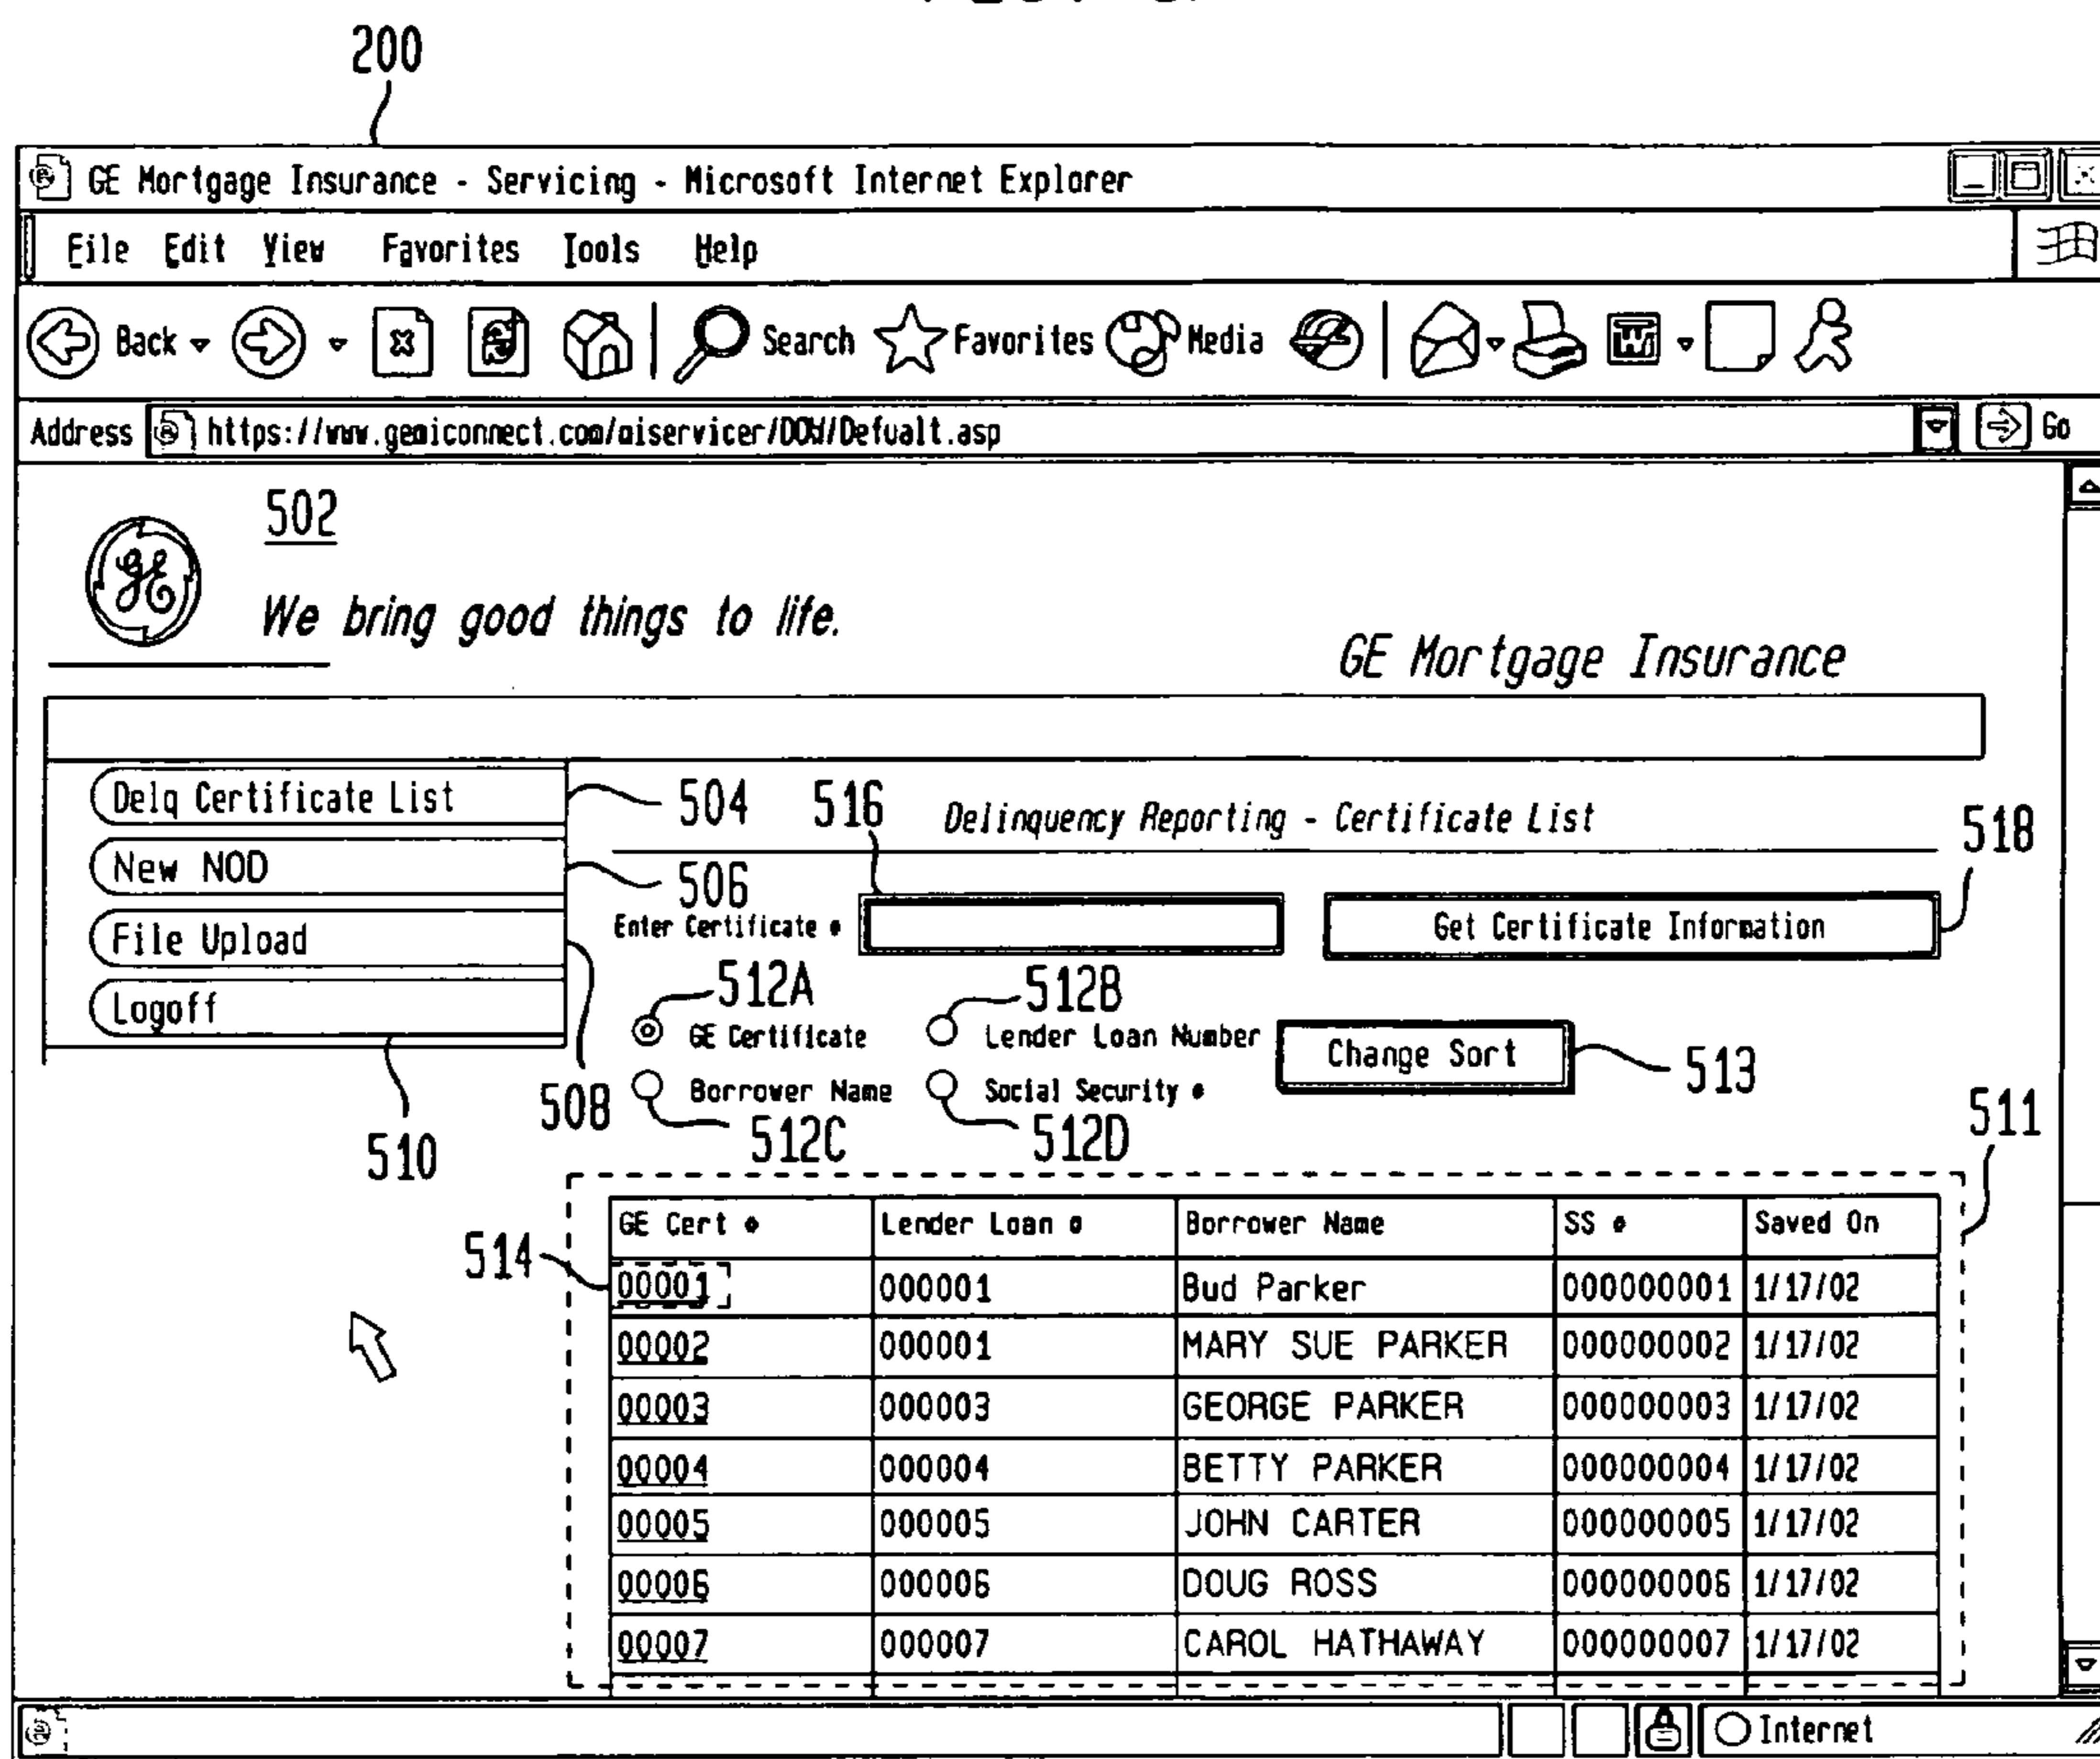 200
GE Mortgage Insurance - Servicing - Microsoft Internet Explorer
File Edit View Favorites Tools Help
Back Search Favorites Media W
Address https://www.gemiconnect.com/miservicer/DOW/Defualt.asp Go
502
GE
We bring good things to life.
GE Mortgage Insurance
Delq Certificate List 504
516 Delinquency Reporting - Certificate List 518
New NOD 506
Enter Certificate # Get Certificate Information
File Upload 508
Logoff 510
512A 512B
GE Certificate Lender Loan Number Change Sort 513
Borrower Name Social Security #
512C 512D
511
GE Cert # Lender Loan # Borrower Name SS # Saved On
514
00001 000001 Bud Parker 000000001 1/17/02
00002 000001 MARY SUE PARKER 000000002 1/17/02
00003 000003 GEORGE PARKER 000000003 1/17/02
00004 000004 BETTY PARKER 000000004 1/17/02
00005 000005 JOHN CARTER 000000005 1/17/02
00006 000006 DOUG ROSS 000000006 1/17/02
00007 000007 CAROL HATHAWAY 000000007 1/17/02
Internet